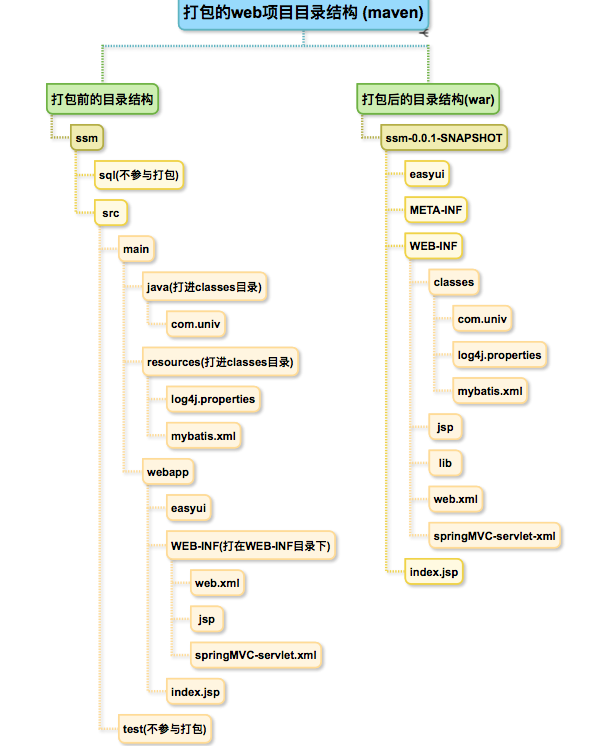 打包的web项目目录结构 (maven)
打包前的目录结构
ssm
sql(不参与打包)
src
main
java(打进classes目录)
com.univ
resources(打进classes目录)
log4j.properties
mybatis.xml
webapp
easyui
WEB-INF(打在WEB-INF目录下)
web.xml
jsp
springMVC-servlet.xml
index.jsp
test(不参与打包)
打包后的目录结构(war)
ssm-0.0.1-SNAPSHOT
easyui
META-INF
WEB-INF
classes
com.univ
log4j.properties
mybatis.xml
jsp
lib
web.xml
springMVC-servlet-xml
index.jsp